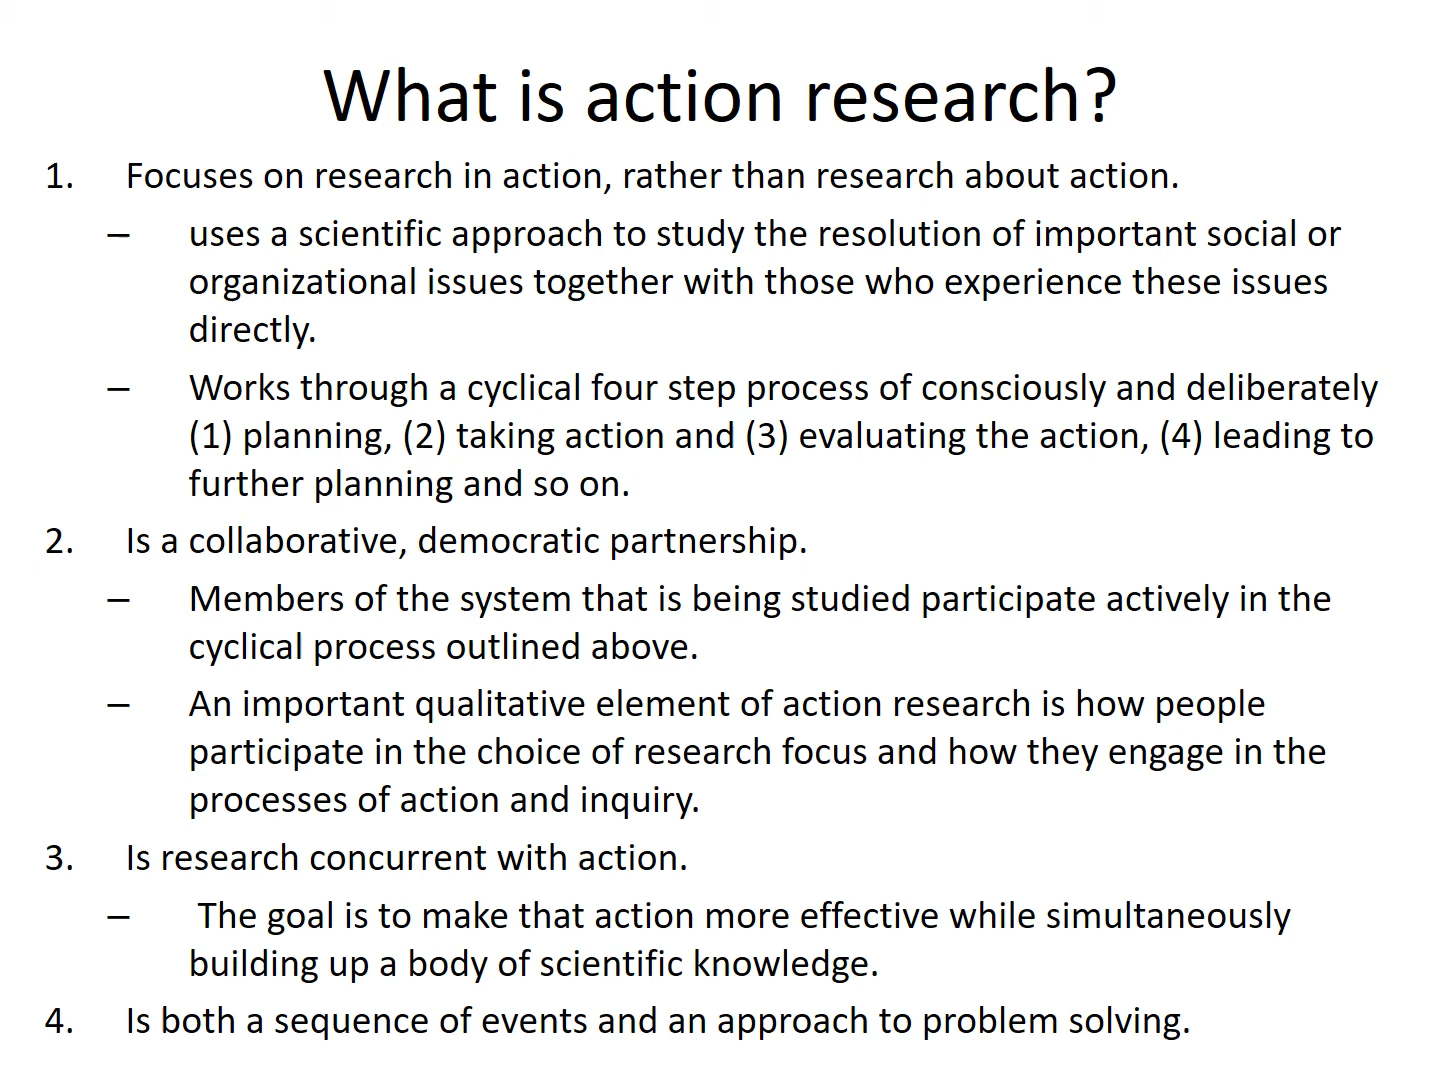 What is action research?
1. Focuses on research in action, rather than research about action.
– uses a scientific approach to study the resolution of important social or
organizational issues together with those who experience these issues
directly.
– Works through a cyclical four step process of consciously and deliberately
(1) planning, (2) taking action and (3) evaluating the action, (4) leading to
further planning and so on.
2. Is a collaborative, democratic partnership.
– Members of the system that is being studied participate actively in the
cyclical process outlined above.
– An important qualitative element of action research is how people
participate in the choice of research focus and how they engage in the
processes of action and inquiry.
3. Is research concurrent with action.
– The goal is to make that action more effective while simultaneously
building up a body of scientific knowledge.
4. Is both a sequence of events and an approach to problem solving.